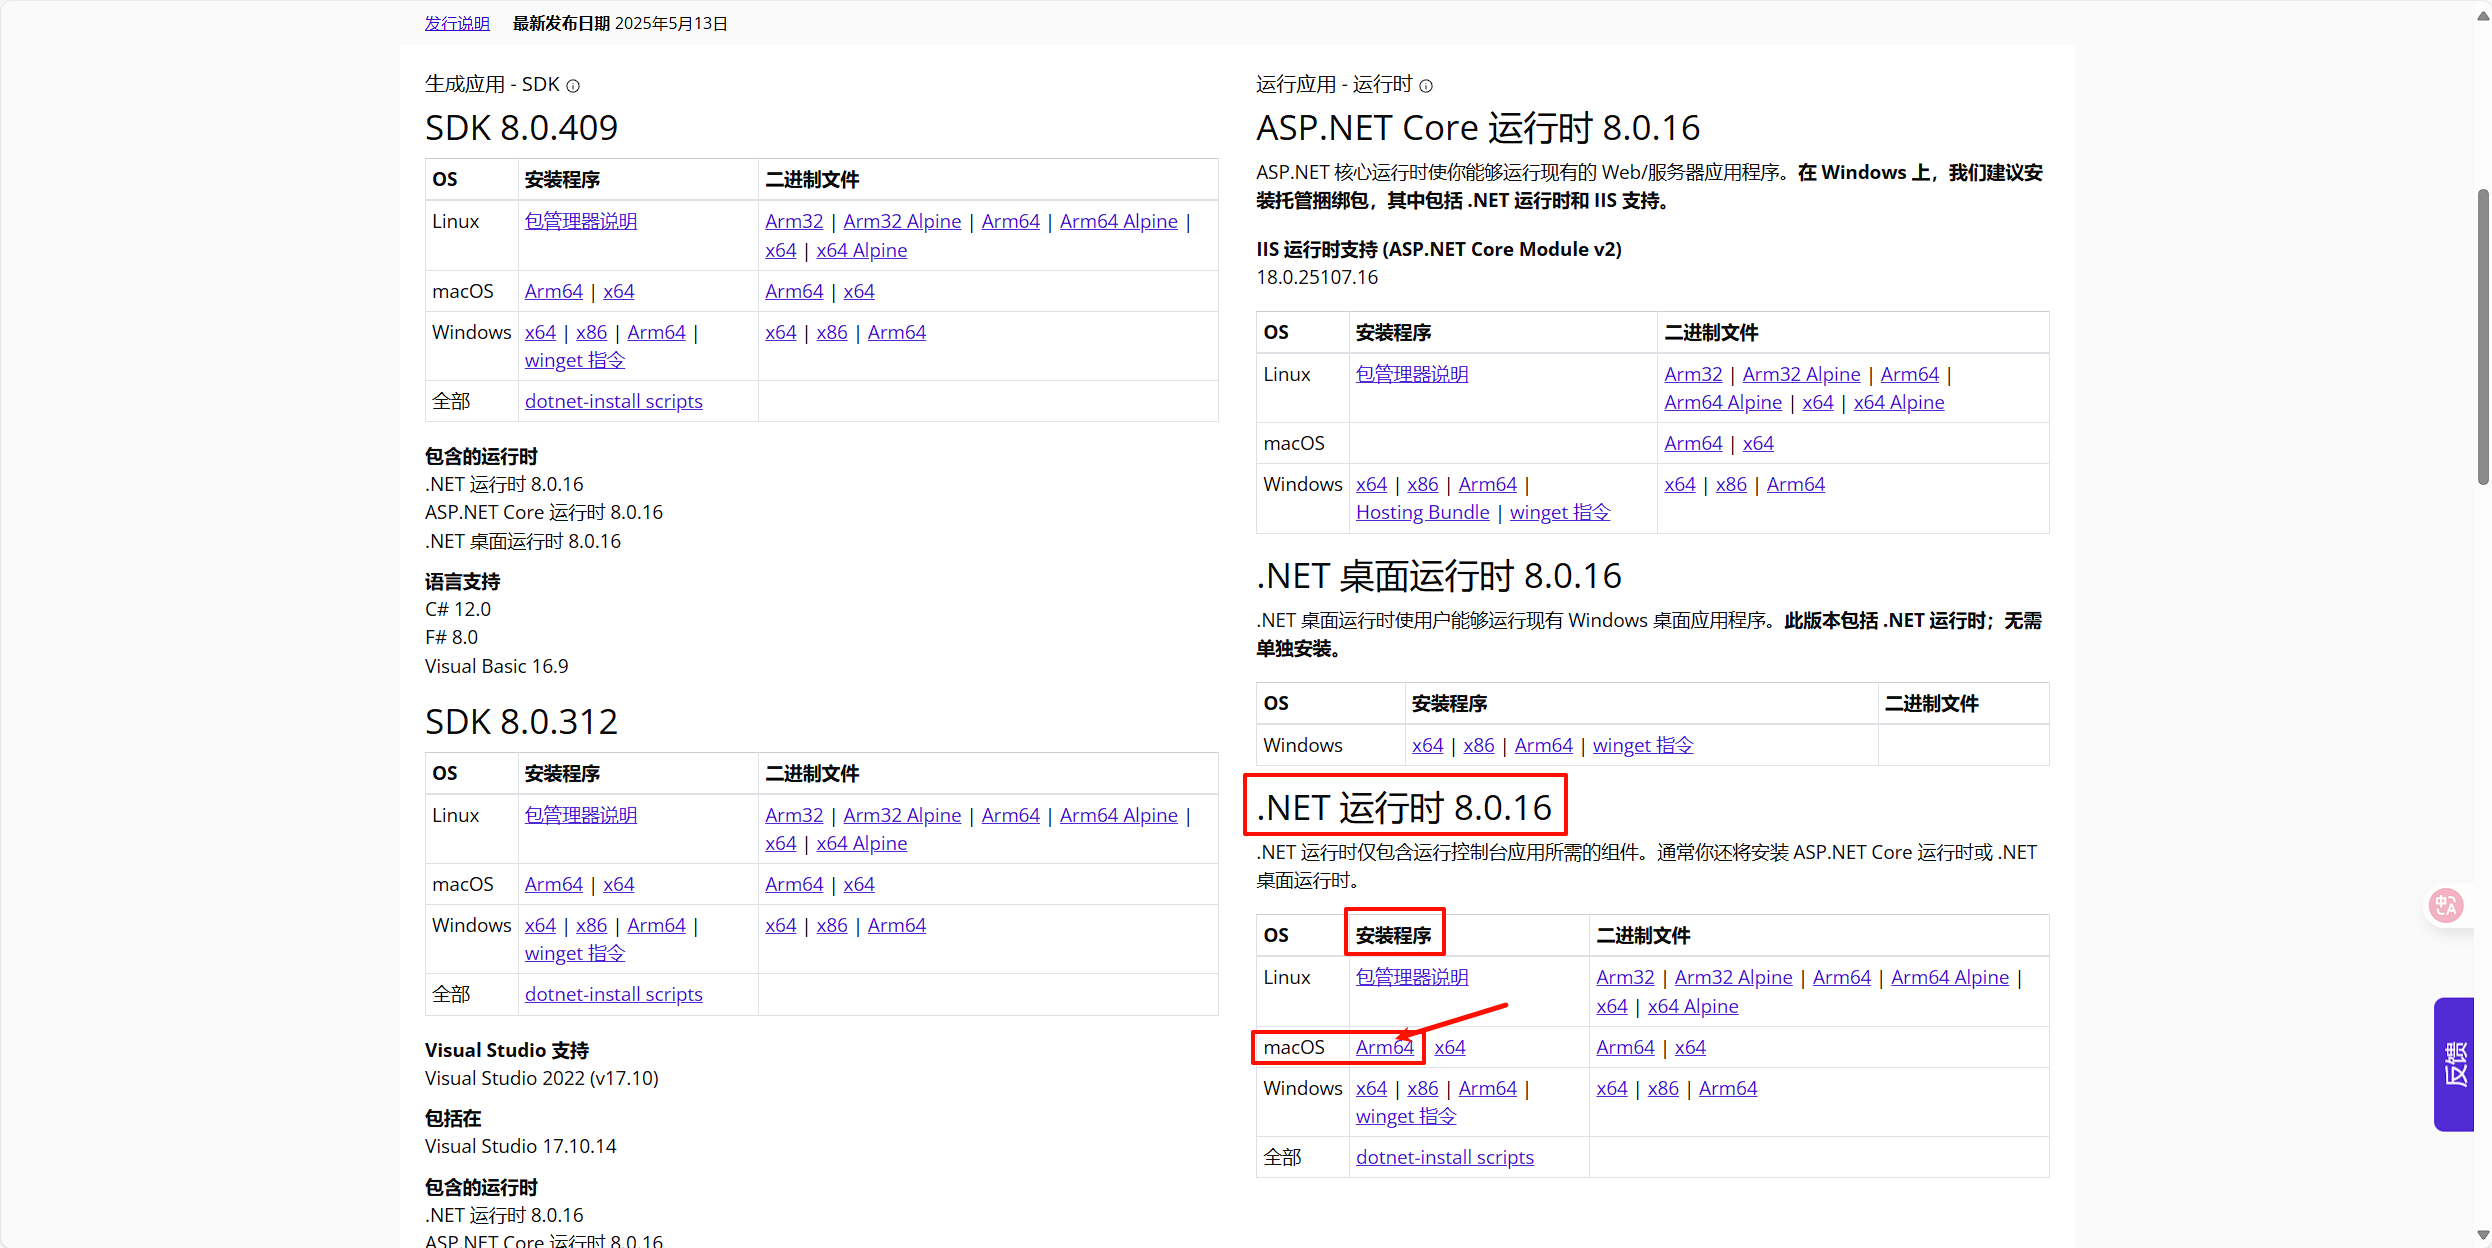 发行说明 最新发布日期 2025年5月13日
生成应用 - SDK
SDK 8.0.409
OS 安装程序 二进制文件
Linux 包管理器说明 Arm32 | Arm32 Alpine | Arm64 | Arm64 Alpine |
x64 | x64 Alpine
macOS Arm64 | x64 Arm64 | x64
Windows x64 | x86 | Arm64 | x64 | x86 | Arm64
winget 指令
全部 dotnet-install scripts
包含的运行时
.NET 运行时 8.0.16
ASP.NET Core 运行时 8.0.16
.NET 桌面运行时 8.0.16
语言支持
C# 12.0
F# 8.0
Visual Basic 16.9
SDK 8.0.312
OS 安装程序 二进制文件
Linux 包管理器说明 Arm32 | Arm32 Alpine | Arm64 | Arm64 Alpine |
x64 | x64 Alpine
macOS Arm64 | x64 Arm64 | x64
Windows x64 | x86 | Arm64 | x64 | x86 | Arm64
winget 指令
全部 dotnet-install scripts
Visual Studio 支持
Visual Studio 2022 (v17.10)
包括在
Visual Studio 17.10.14
包含的运行时
.NET 运行时 8.0.16
ASP.NET Core 运行时 8.0.16
运行应用 - 运行时
ASP.NET Core 运行时 8.0.16
ASP.NET 核心运行时使你能够运行现有的 Web/服务器应用程序。在 Windows 上，我们建议安
装托管捆绑包，其中包括 .NET 运行时和 IIS 支持。
IIS 运行时支持 (ASP.NET Core Module v2)
18.0.25107.16
OS 安装程序 二进制文件
Linux 包管理器说明 Arm32 | Arm32 Alpine | Arm64 |
Arm64 Alpine | x64 | x64 Alpine
macOS Arm64 | x64
Windows x64 | x86 | Arm64 | x64 | x86 | Arm64
Hosting Bundle | winget 指令
.NET 桌面运行时 8.0.16
.NET 桌面运行时使用户能够运行现有 Windows 桌面应用程序。此版本包括 .NET 运行时；无需
单独安装。
OS 安装程序 二进制文件
Windows x64 | x86 | Arm64 | winget 指令
.NET 运行时 8.0.16
.NET 运行时仅包含运行控制台应用所需的组件。通常你还将安装 ASP.NET Core 运行时或 .NET
桌面运行时。
OS 安装程序 二进制文件
Linux 包管理器说明 Arm32 | Arm32 Alpine | Arm64 | Arm64 Alpine |
x64 | x64 Alpine
macOS Arm64 x64 Arm64 | x64
Windows x64 | x86 | Arm64 | x64 | x86 | Arm64
winget 指令
全部 dotnet-install scripts
中A
反馈